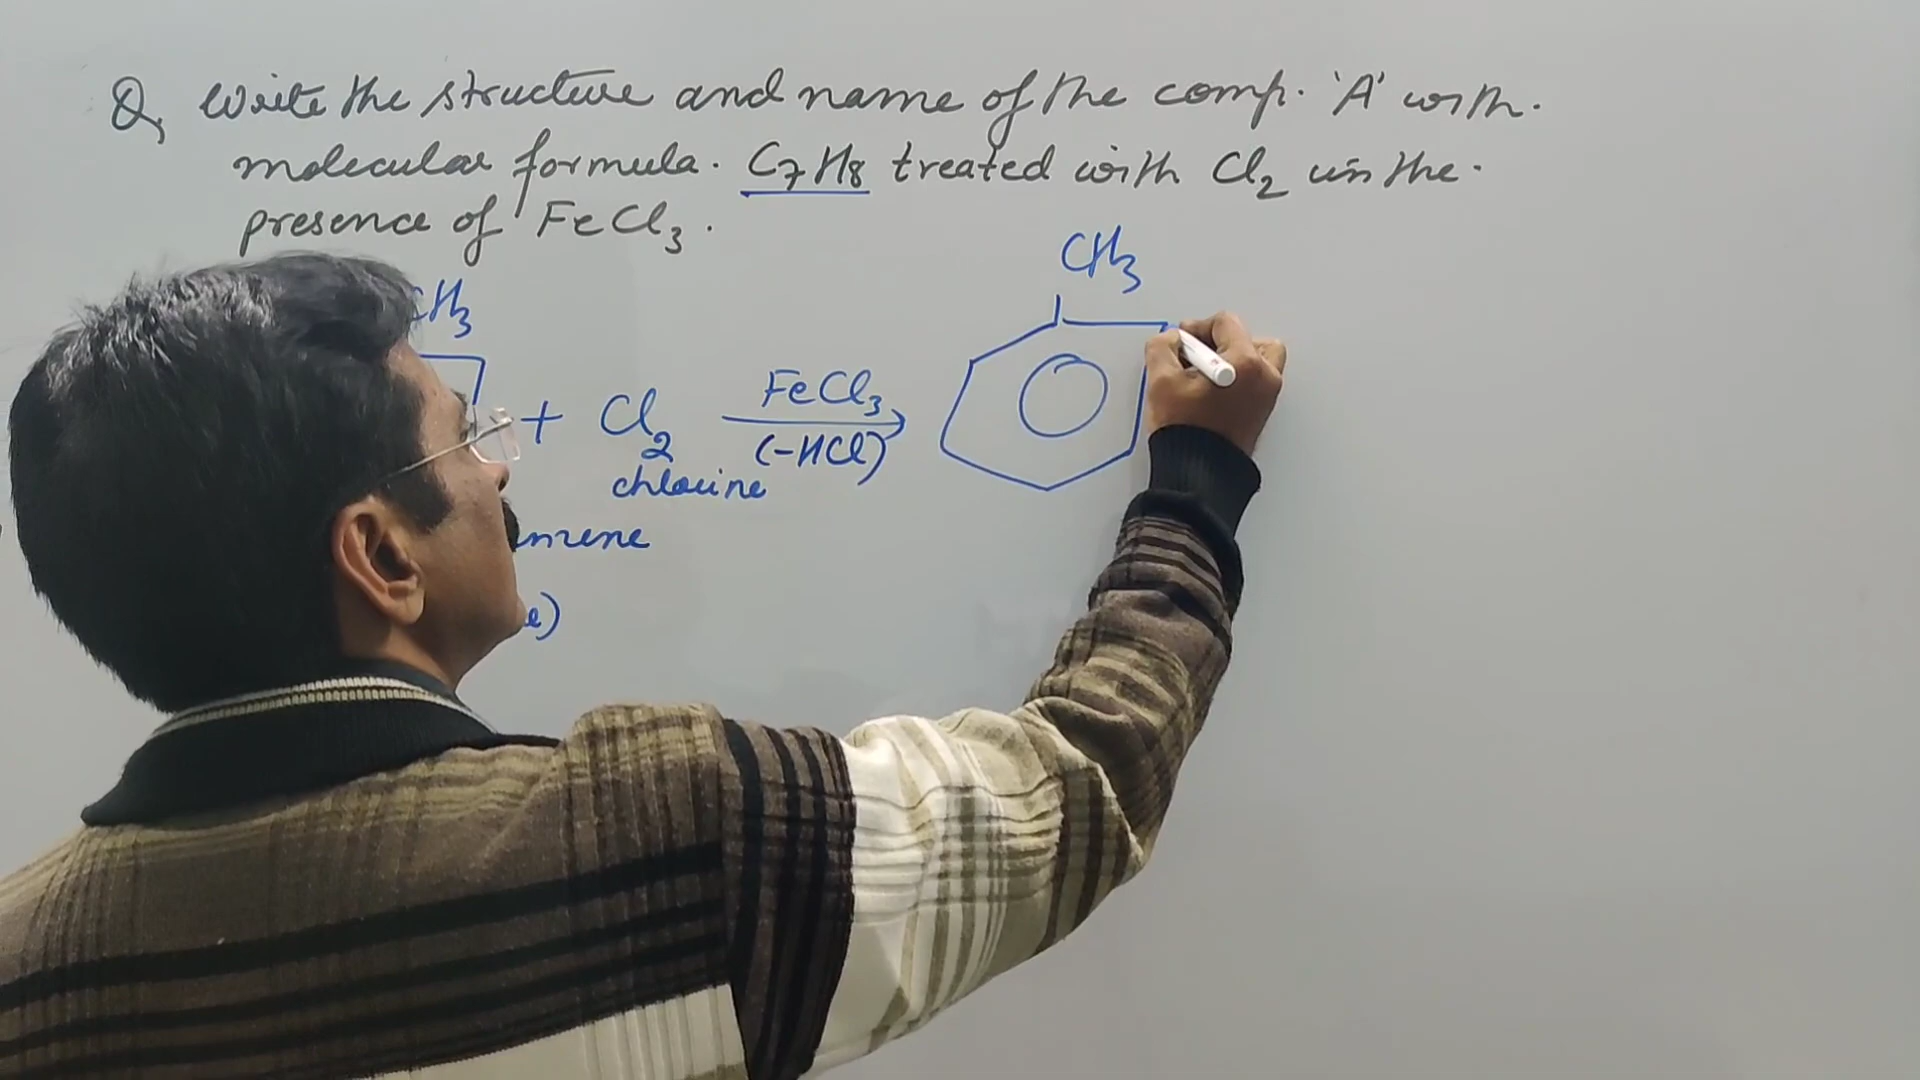 Q, Write the structure and name of the comp. 'A' with.
molecular formula. C7H8 treated with Cl2 in the.
presence of FeCl3.
CH3
CH3
+ Cl2 FeCl3
(-HCl)
chlorine